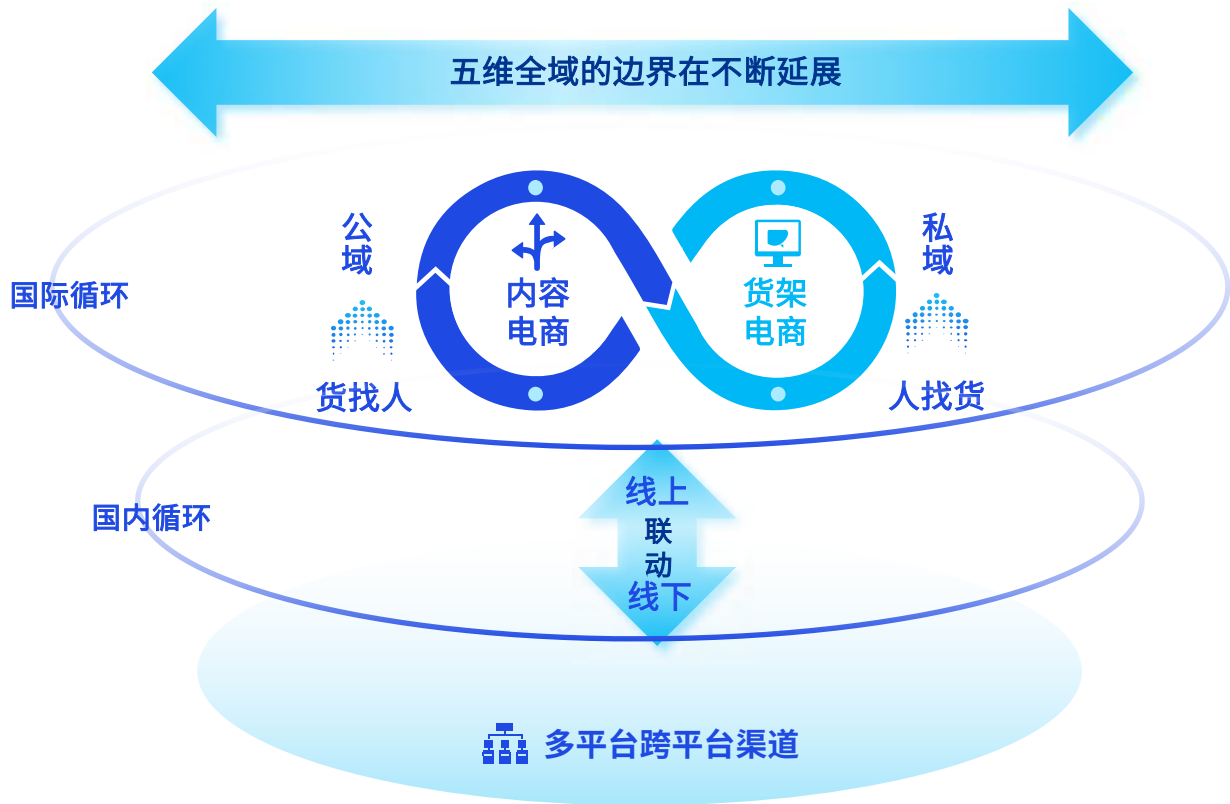 五维全域的边界在不断延展
公
域
私
域
国际循环
内容
电商
货架
电商
货找人
人找货
线上
联
动
线下
国内循环
多平台跨平台渠道